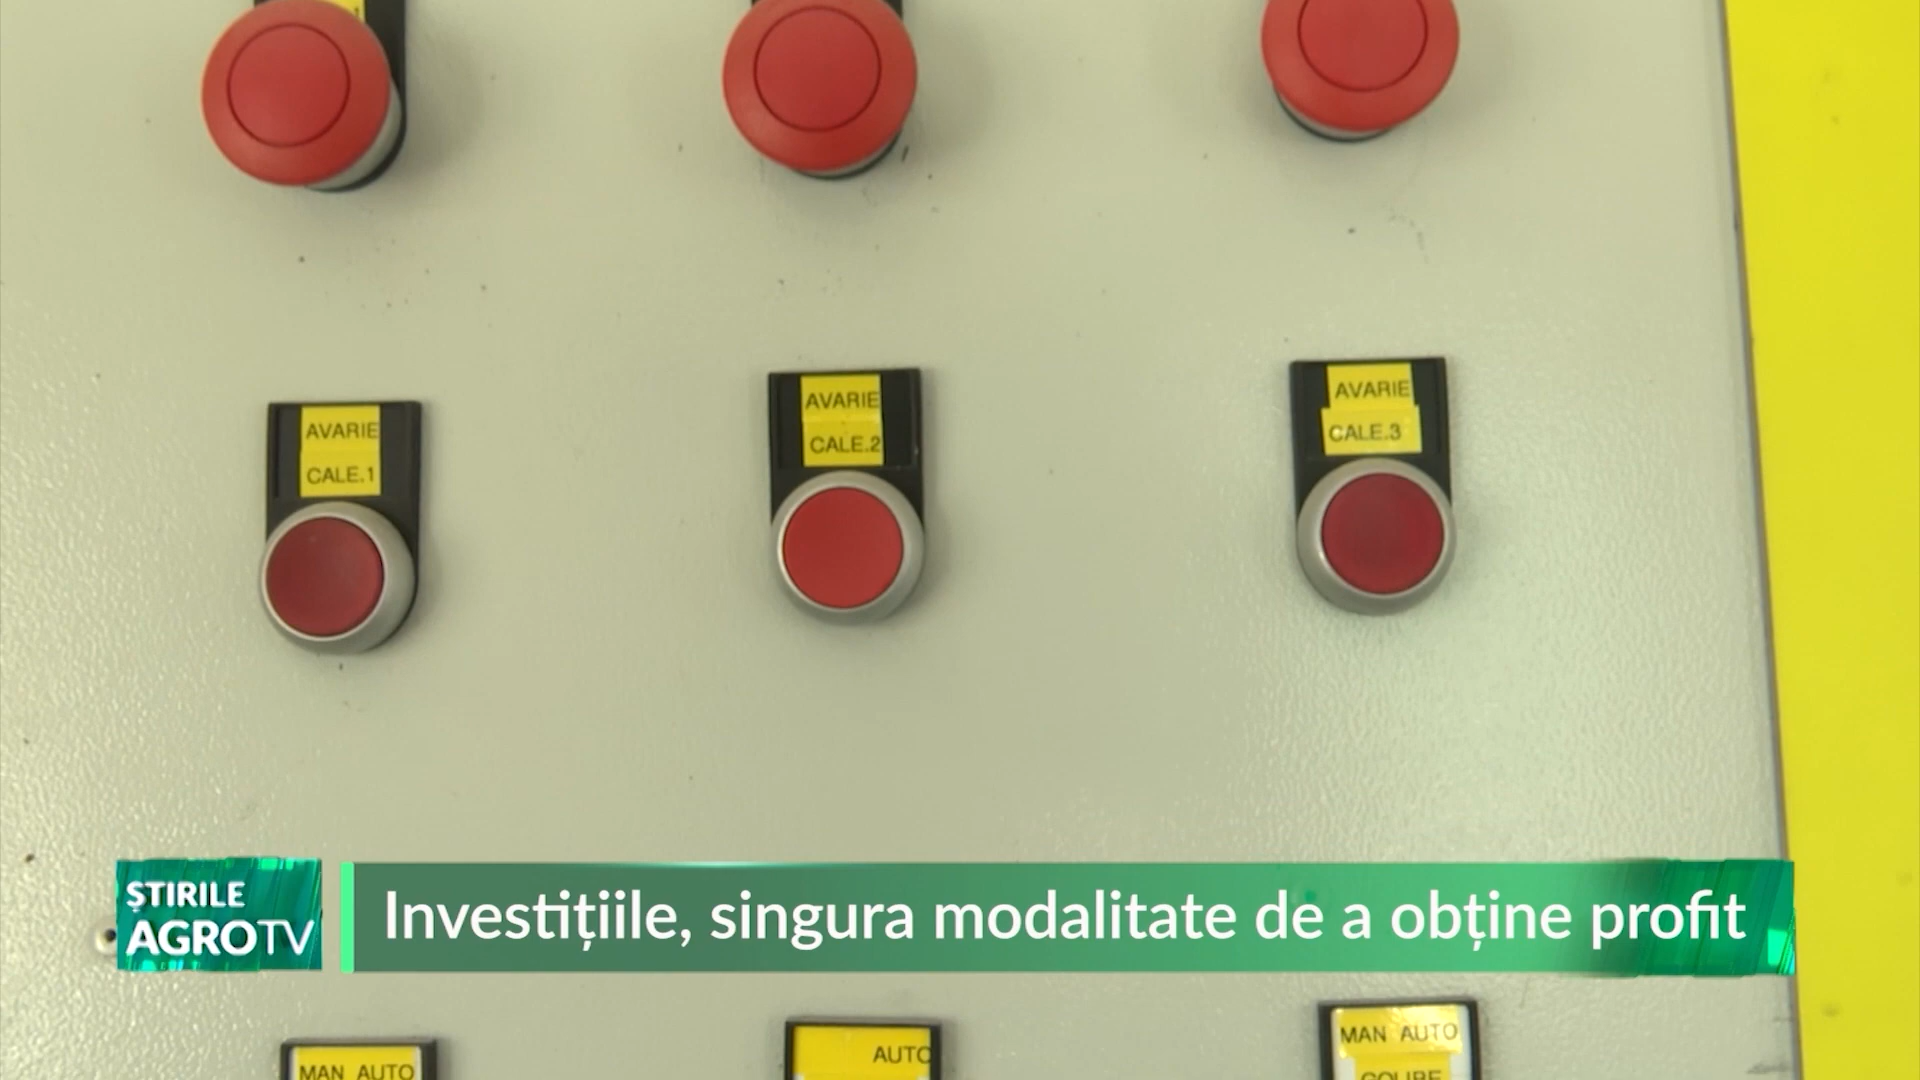 AVARIE
CALE.1
AVARIE
CALE.2
AVARIE
CALE.3
ȘTIRILE
AGROTV
Investițiile, singura modalitate de a obține profit
MAN AUTO
AUTO
MAN AUTO